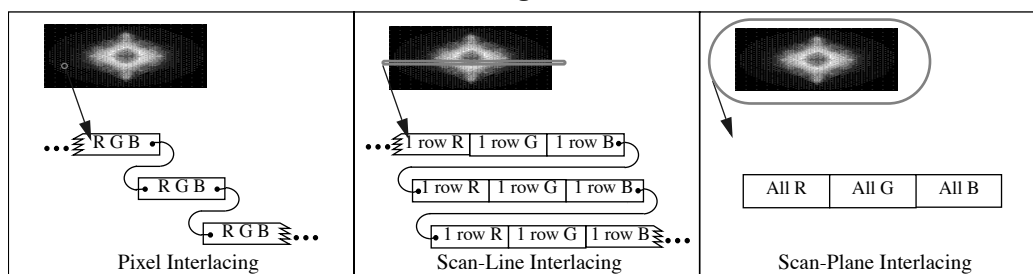 R G B
R G B
R G B
Pixel Interlacing
1 row R 1 row G 1 row B
1 row R 1 row G 1 row B
1 row R 1 row G 1 row B
Scan-Line Interlacing
All R All G All B
Scan-Plane Interlacing